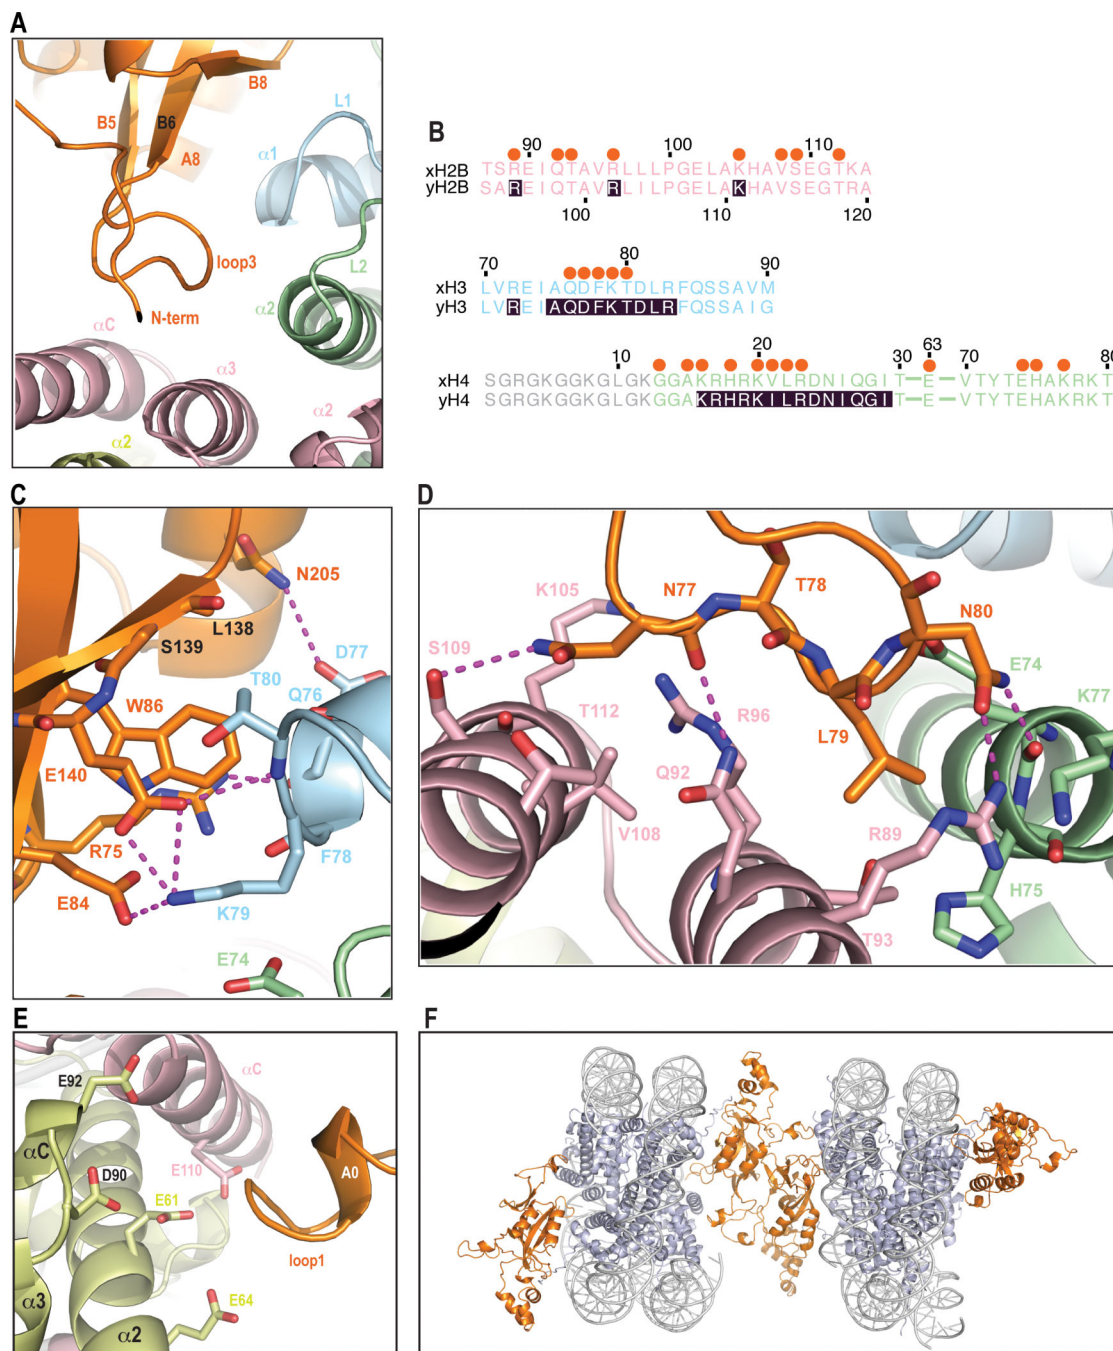 A
B8
L1
B5
B6
A8
α1
loop3
L2
N-term
α2
αC
α3
α2
α2
B
90 100 110
xH2B TSREIQTAVRLLLPGELAKHAVSEGTKA
yH2B SAREIQTAVRLILPGELAKHAVSEGTRA
100 110 120
70 80 90
xH3 LVREIAQDFKTDLRFQSSAVM
yH3 LVREIAQDFKTDLRFQSSAIG
10 20 30 63 70 80
xH4 SGRGKGGKGLGKGGAKRHRKVLRDNIQGIT–E–VTYTEHAKRKT
yH4 SGRGKGGKGLGKGGAKRHRKILRDNIQGIT–E–VTYTEHAKRKT
C
N205
L138
S139
D77
T80
Q76
W86
E140
R75
F78
E84
K79
E74
D
K105
N77
T78
N80
S109
E74
K77
T112
R96
L79
Q92
V108
R89
H75
T93
E
E92
αC
αC
D90
E110
A0
E61
loop1
α3
E64
α2
F